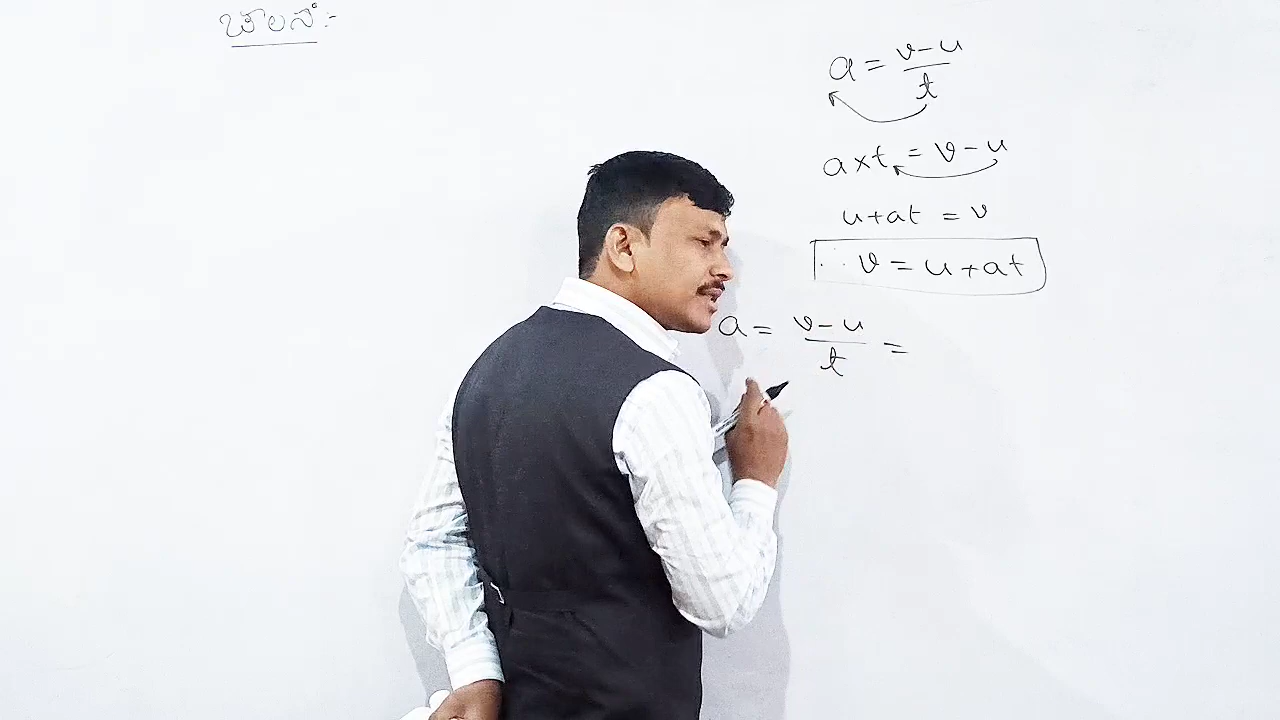 ಚಲನೆ:-
a = v-u/t
a×t = v-u
u+at = v
∴ v = u+at
a = v-u/t =